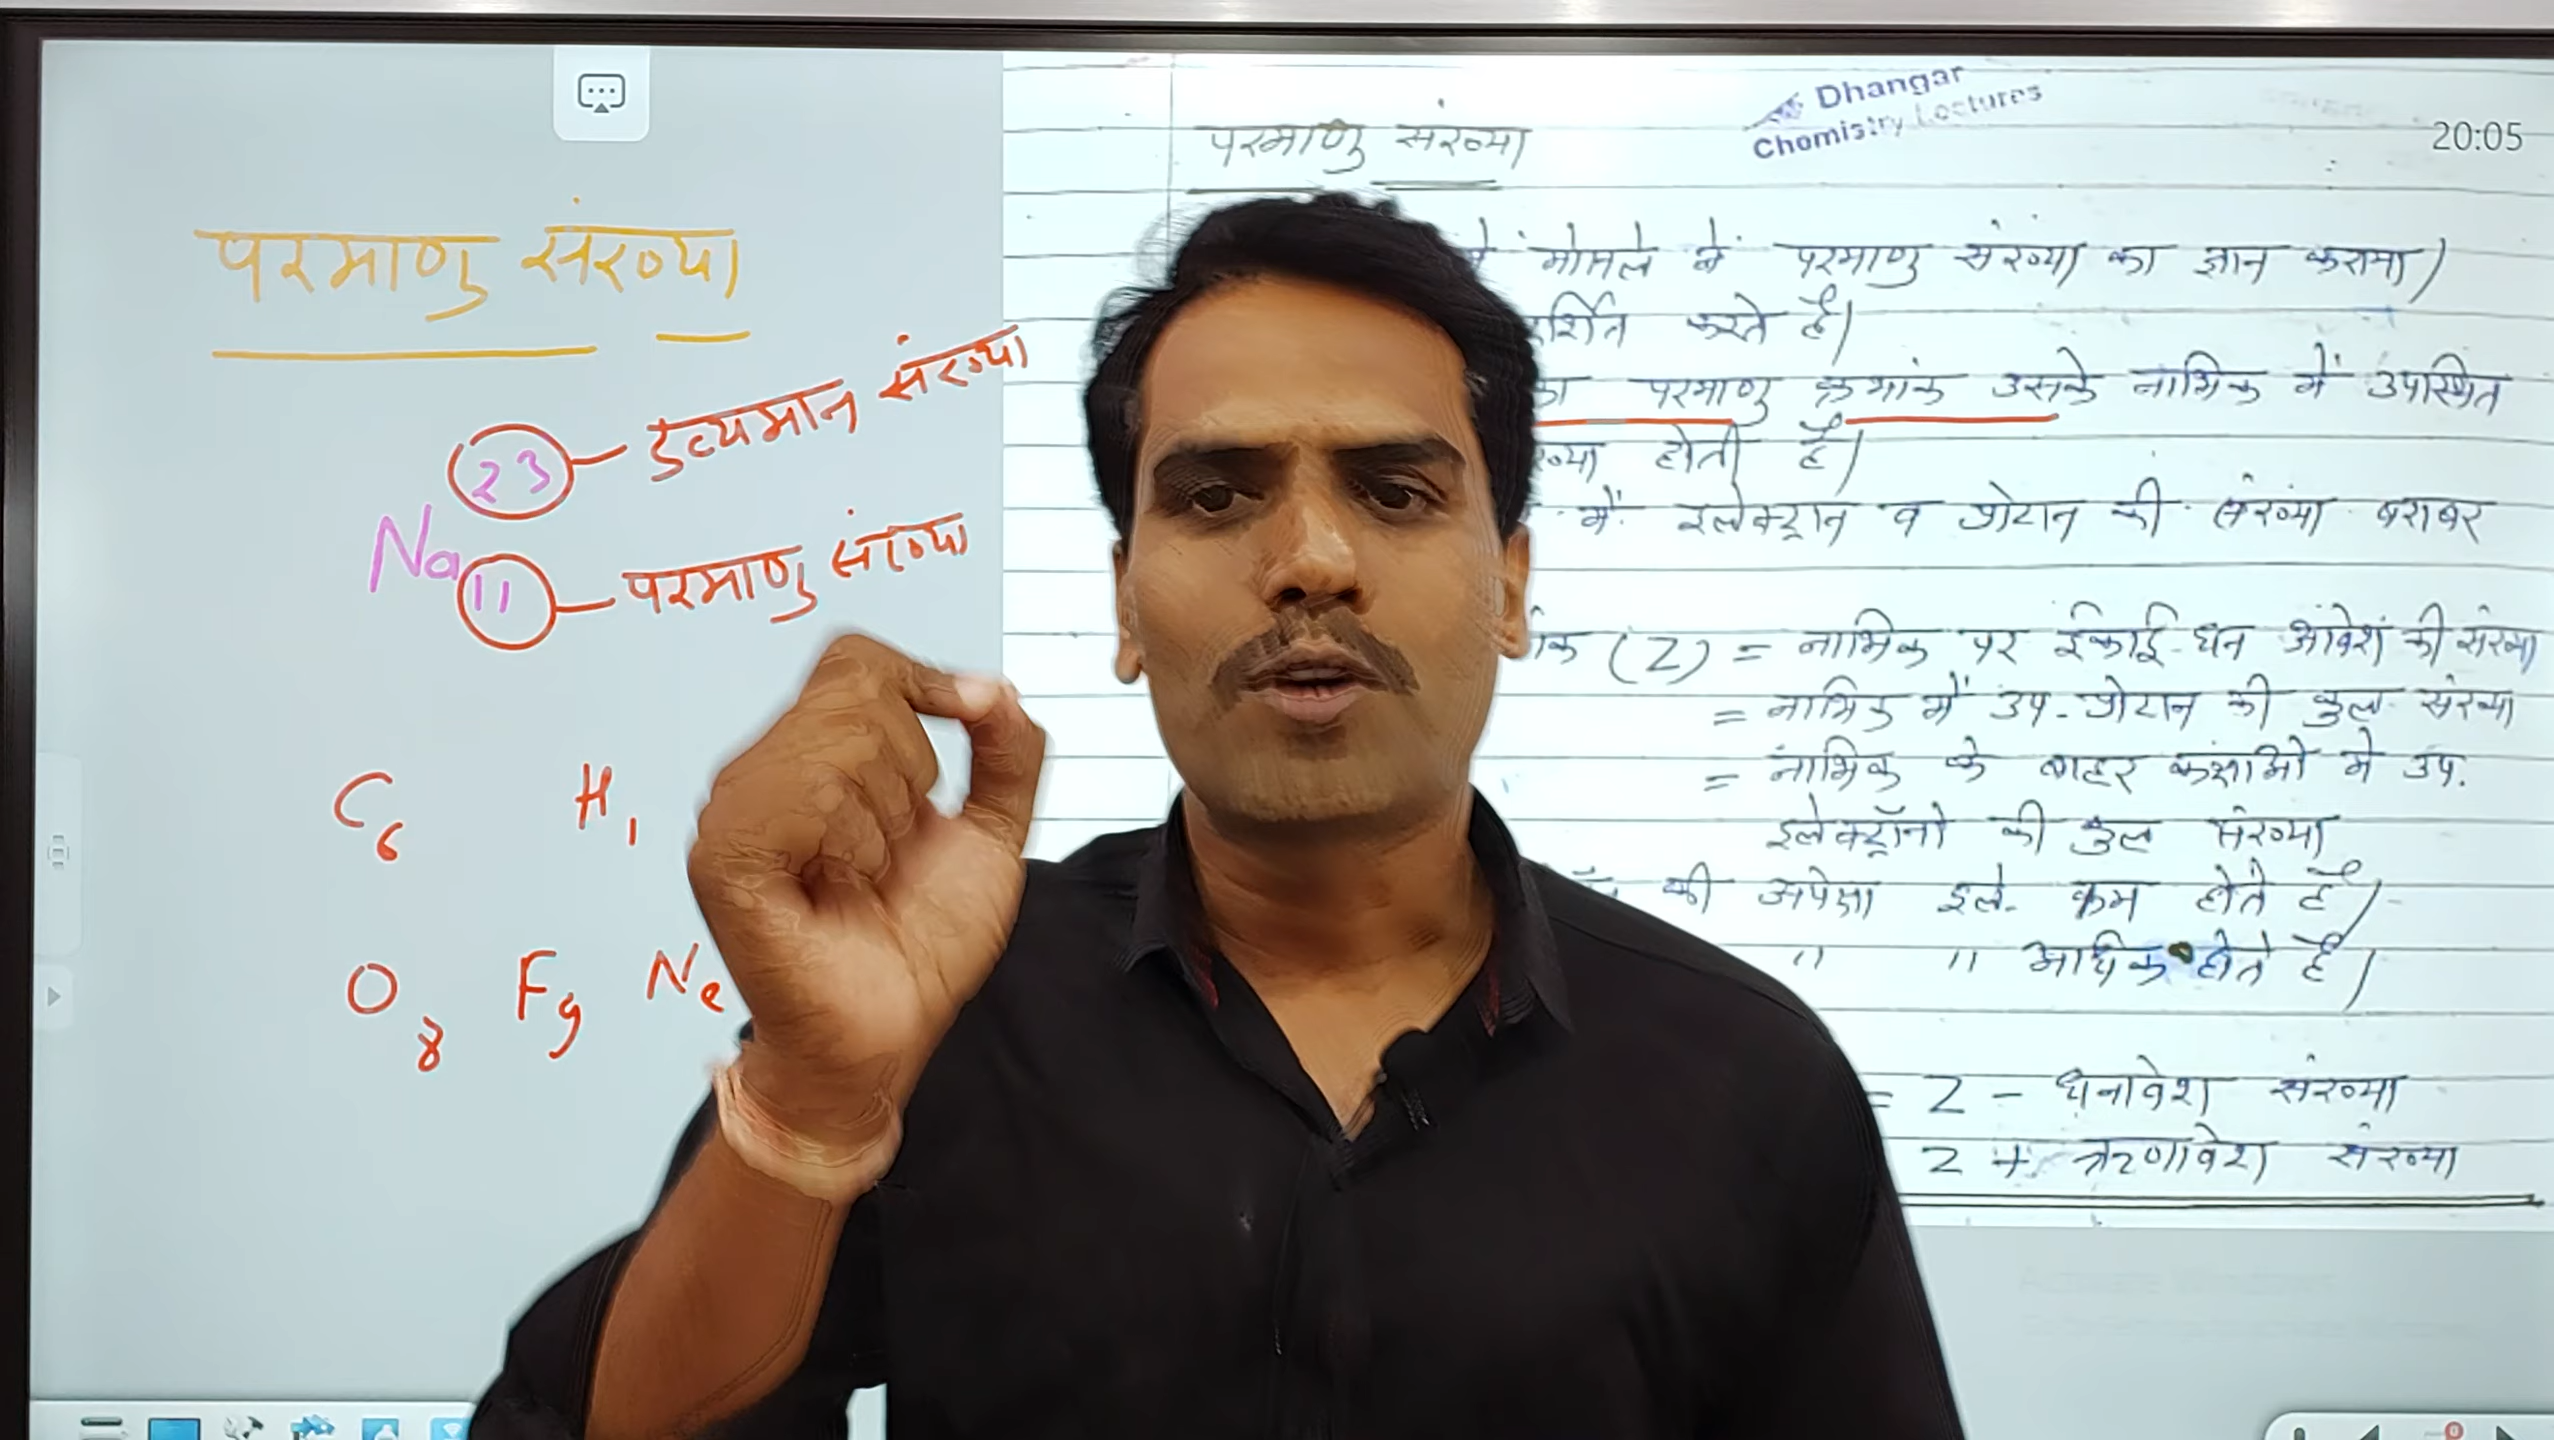 परमाणु संख्या
23 द्रव्यमान संख्या
Na
11 परमाणु संख्या
C6 H1
O8 F9 Ne
Dhangar
Chemistry Lectures
20:05
परमाणु संख्या
मोसले ने परमाणु संख्या का ज्ञान कराया।
करते हैं।
का परमाणु क्रमांक उसके नाभिक में उपस्थित
होती है।
में इलेक्ट्रान व प्रोटान की संख्या बराबर
(Z) = नाभिक पर ईकाई धन आवेशं की संख्या
= नाभिक में उप. प्रोटान की कुल संख्या
= नाभिक के बाहर कक्षाओं मे उप.
इलेक्ट्रॉनो की कुल संख्या
की अपेक्षा इले. कम होते है।
" " अधिक होते है।
= Z - धनावेश संख्या
Z + ऋणावेश संख्या